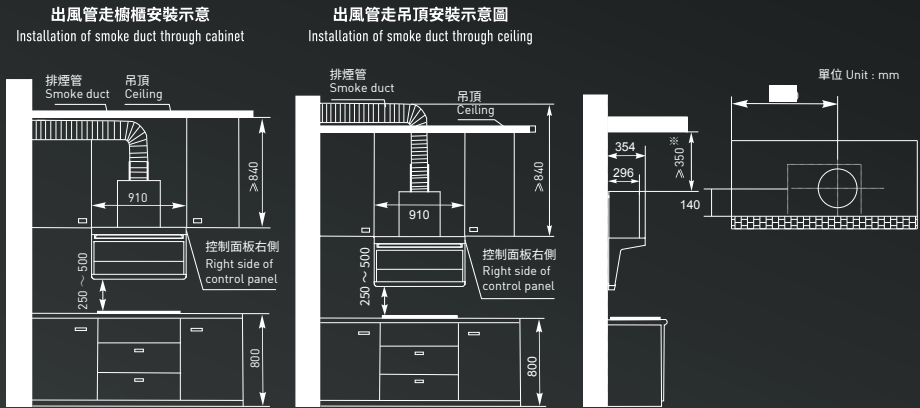 出風管走櫥櫃安裝示意
Installation of smoke duct through cabinet
排煙管
Smoke duct
吊頂
Ceiling
≥840
910
控制面板右側
Right side of
control panel
250～500
800
出風管走吊頂安裝示意圖
Installation of smoke duct through ceiling
排煙管
Smoke duct
吊頂
Ceiling
≥840
910
控制面板右側
Right side of
control panel
250～500
800
單位 Unit : mm
354
296
≥350※
140